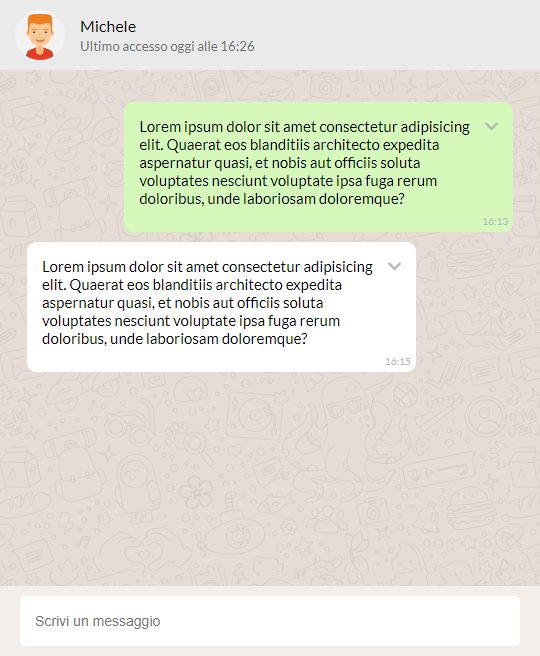 Michele
Ultimo accesso oggi alle 16:26
Lorem ipsum dolor sit amet consectetur adipisicing
elit. Quaerat eos blanditiis architecto expedita
aspernatur quasi, et nobis aut officiis soluta
voluptates nesciunt voluptate ipsa fuga rerum
doloribus, unde laboriosam doloremque?
16:13
Lorem ipsum dolor sit amet consectetur adipisicing
elit. Quaerat eos blanditiis architecto expedita
aspernatur quasi, et nobis aut officiis soluta
voluptates nesciunt voluptate ipsa fuga rerum
doloribus, unde laboriosam doloremque?
16:15
Scrivi un messaggio